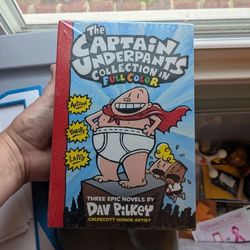 THE
CAPTAIN
UNDERPANTS
COLLECTION
FULL COLOR
ACTION
THRILLS
LAFFS
THREE EPIC NOVELS BY
DAV PILKEY
CALDECOTT HONOR ARTIST